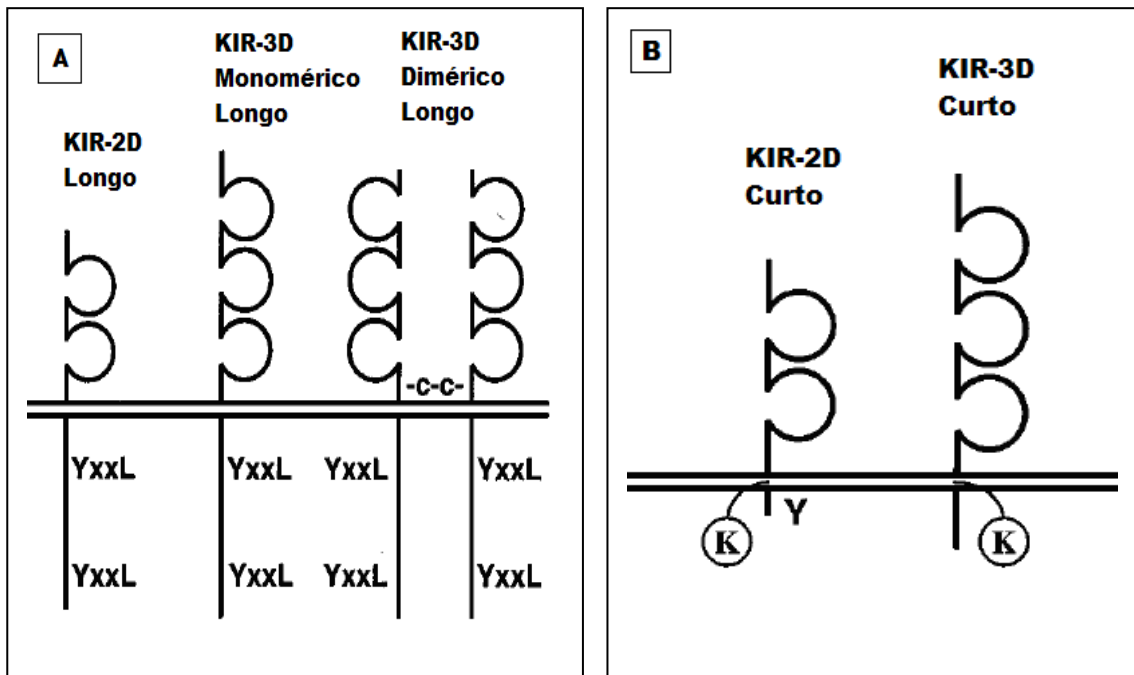 A
KIR-2D
Longo
KIR-3D
Monomérico
Longo
KIR-3D
Dimérico
Longo
-C-C-
YxxL YxxL YxxL YxxL
YxxL YxxL YxxL YxxL
B
KIR-2D
Curto
KIR-3D
Curto
K Y K